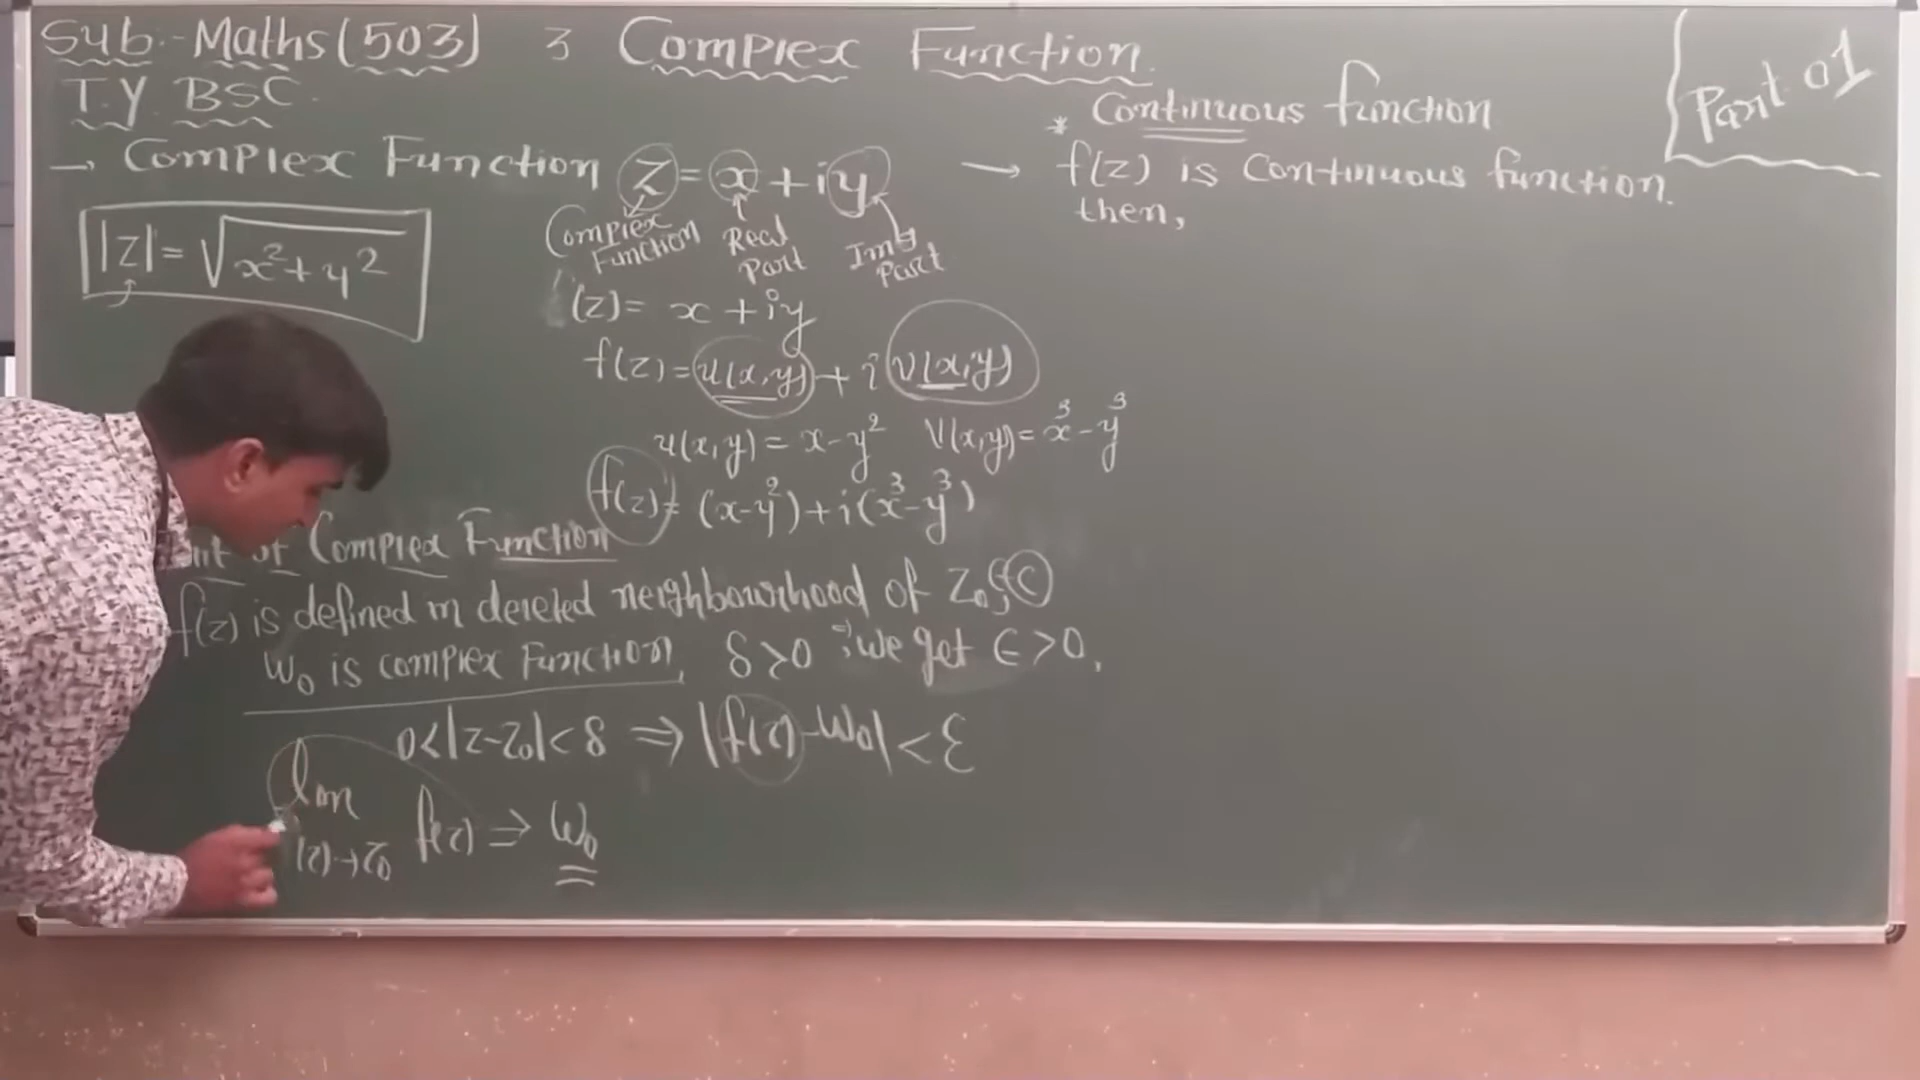 Sub.-Maths(503) 3 Complex Function.
T.Y BSC.
→ Complex Function Z = x + iy
Complex Function Real Part Img Part
|Z| = √x²+y²
(z) = x + iy
f(z) = u(x,y) + i v(x,y)
u(x,y) = x-y² V(x,y) = x³-y³
f(z) = (x-y²)+i(x³-y³)
of Complex Function
f(z) is defined in deleted neighbourhood of Z₀,∈C
W₀ is complex Function, δ>0 we get ∈>0,
0<|z-z₀|<δ ⇒ |f(z)-W₀|<ε
lim (z)→z₀ f(z) ⇒ W₀
* Continuous function
→ f(z) is Continuous function.
then,
Part 01